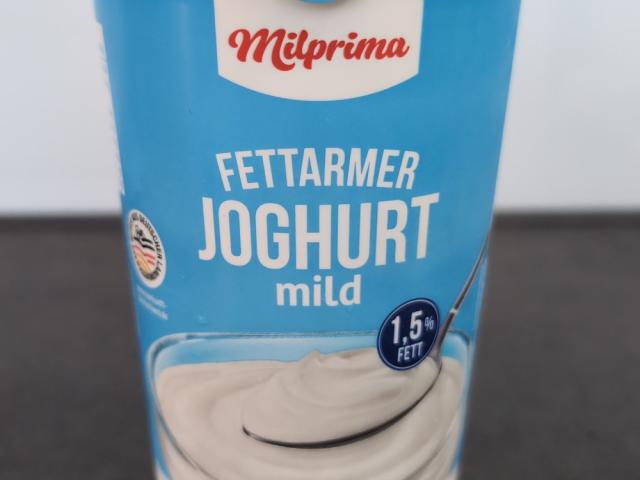 Milprima
FETTARMER
JOGHURT
mild
1,5%
FETT